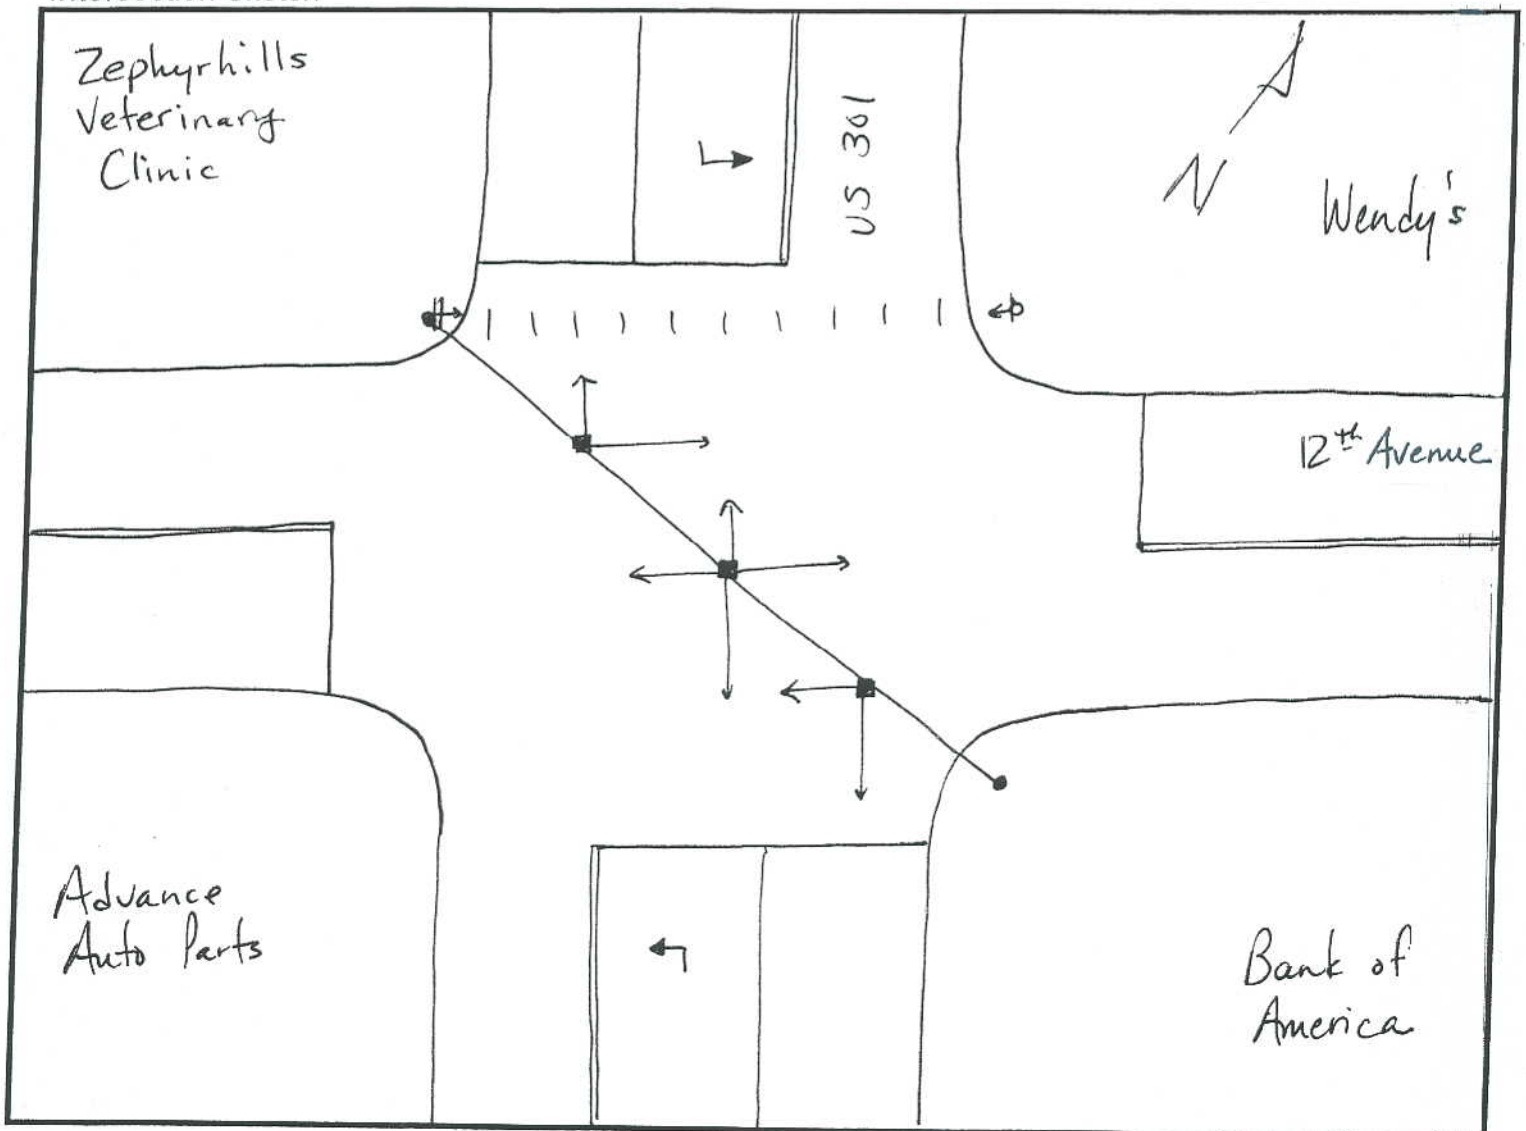 Zephyrhills
Veterinary
Clinic
US 301
N
Wendy's
12th Avenue
Advance
Auto Parts
Bank of
America